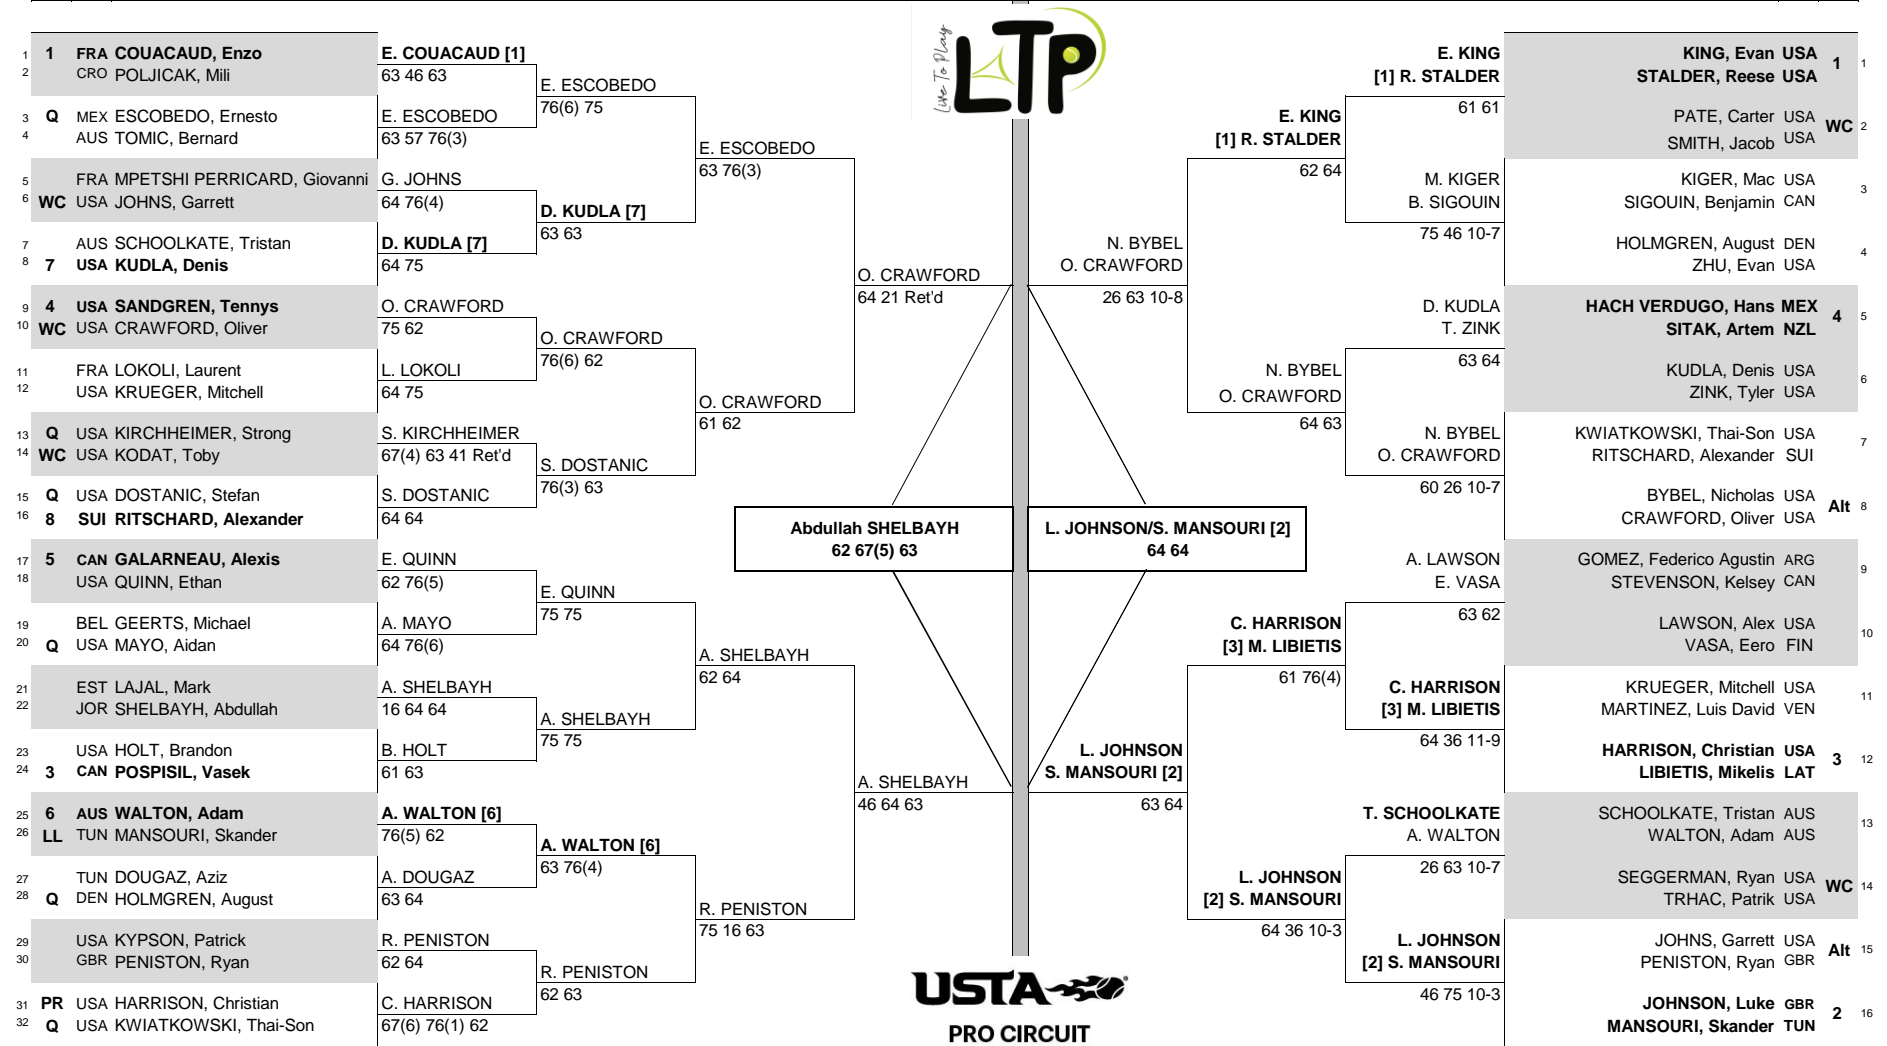 Live To Play
LTP
1 1 FRA COUACAUD, Enzo
2 CRO POLJICAK, Mili
3 Q MEX ESCOBEDO, Ernesto
4 AUS TOMIC, Bernard
5 FRA MPETSHI PERRICARD, Giovanni
6 WC USA JOHNS, Garrett
7 AUS SCHOOLKATE, Tristan
8 7 USA KUDLA, Denis
9 4 USA SANDGREN, Tennys
10 WC USA CRAWFORD, Oliver
11 FRA LOKOLI, Laurent
12 USA KRUEGER, Mitchell
13 Q USA KIRCHHEIMER, Strong
14 WC USA KODAT, Toby
15 Q USA DOSTANIC, Stefan
16 8 SUI RITSCHARD, Alexander
17 5 CAN GALARNEAU, Alexis
18 USA QUINN, Ethan
19 BEL GEERTS, Michael
20 Q USA MAYO, Aidan
21 EST LAJAL, Mark
22 JOR SHELBAYH, Abdullah
23 USA HOLT, Brandon
24 3 CAN POSPISIL, Vasek
25 6 AUS WALTON, Adam
26 LL TUN MANSOURI, Skander
27 TUN DOUGAZ, Aziz
28 Q DEN HOLMGREN, August
29 USA KYPSON, Patrick
30 GBR PENISTON, Ryan
31 PR USA HARRISON, Christian
32 Q USA KWIATKOWSKI, Thai-Son
E. COUACAUD [1]
63 46 63
E. ESCOBEDO
63 57 76(3)
G. JOHNS
64 76(4)
D. KUDLA [7]
64 75
O. CRAWFORD
75 62
L. LOKOLI
64 75
S. KIRCHHEIMER
67(4) 63 41 Ret'd
S. DOSTANIC
64 64
E. QUINN
62 76(5)
A. MAYO
64 76(6)
A. SHELBAYH
16 64 64
B. HOLT
61 63
A. WALTON [6]
76(5) 62
A. DOUGAZ
63 64
R. PENISTON
62 64
C. HARRISON
67(6) 76(1) 62
E. ESCOBEDO
76(6) 75
D. KUDLA [7]
63 63
O. CRAWFORD
76(6) 62
S. DOSTANIC
76(3) 63
E. QUINN
75 75
A. SHELBAYH
75 75
A. WALTON [6]
63 76(4)
R. PENISTON
62 63
E. ESCOBEDO
63 76(3)
O. CRAWFORD
61 62
A. SHELBAYH
62 64
R. PENISTON
75 16 63
O. CRAWFORD
64 21 Ret'd
A. SHELBAYH
46 64 63
Abdullah SHELBAYH
62 67(5) 63
L. JOHNSON/S. MANSOURI [2]
64 64
N. BYBEL
O. CRAWFORD
26 63 10-8
L. JOHNSON
S. MANSOURI [2]
63 64
E. KING
[1] R. STALDER
62 64
N. BYBEL
O. CRAWFORD
64 63
C. HARRISON
[3] M. LIBIETIS
61 76(4)
L. JOHNSON
[2] S. MANSOURI
64 36 10-3
E. KING
[1] R. STALDER
61 61
M. KIGER
B. SIGOUIN
75 46 10-7
D. KUDLA
T. ZINK
63 64
N. BYBEL
O. CRAWFORD
60 26 10-7
A. LAWSON
E. VASA
63 62
C. HARRISON
[3] M. LIBIETIS
64 36 11-9
T. SCHOOLKATE
A. WALTON
26 63 10-7
L. JOHNSON
[2] S. MANSOURI
46 75 10-3
KING, Evan USA
STALDER, Reese USA
1 1
PATE, Carter USA
SMITH, Jacob USA
WC 2
KIGER, Mac USA
SIGOUIN, Benjamin CAN
3
HOLMGREN, August DEN
ZHU, Evan USA
4
HACH VERDUGO, Hans MEX
SITAK, Artem NZL
4 5
KUDLA, Denis USA
ZINK, Tyler USA
6
KWIATKOWSKI, Thai-Son USA
RITSCHARD, Alexander SUI
7
BYBEL, Nicholas USA
CRAWFORD, Oliver USA
Alt 8
GOMEZ, Federico Agustin ARG
STEVENSON, Kelsey CAN
9
LAWSON, Alex USA
VASA, Eero FIN
10
KRUEGER, Mitchell USA
MARTINEZ, Luis David VEN
11
HARRISON, Christian USA
LIBIETIS, Mikelis LAT
3 12
SCHOOLKATE, Tristan AUS
WALTON, Adam AUS
13
SEGGERMAN, Ryan USA
TRHAC, Patrik USA
WC 14
JOHNS, Garrett USA
PENISTON, Ryan GBR
Alt 15
JOHNSON, Luke GBR
MANSOURI, Skander TUN
2 16
USTA
PRO CIRCUIT